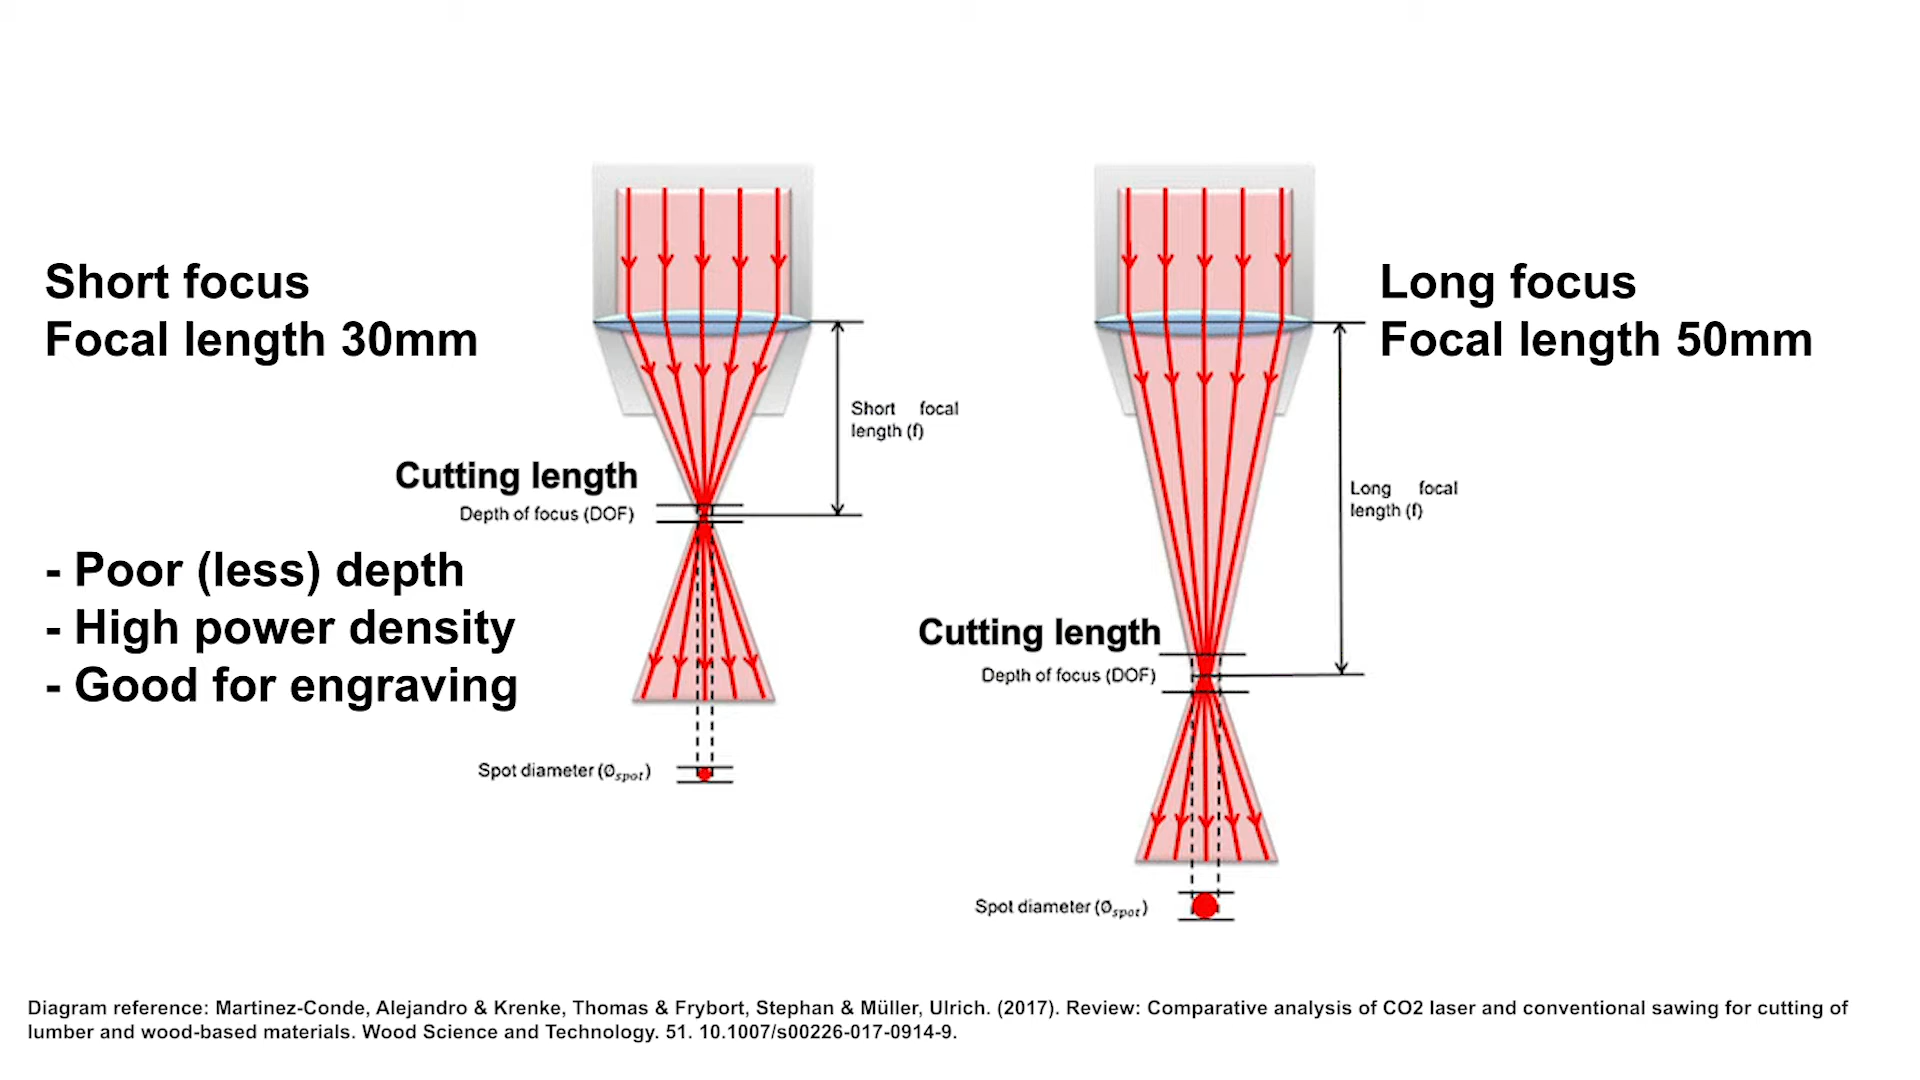 Short focus
Focal length 30mm
Long focus
Focal length 50mm
Short focal
length (f)
Cutting length
Depth of focus (DOF)
- Poor (less) depth
- High power density
- Good for engraving
Spot diameter (Ø𝑠𝑝𝑜𝑡)
Long focal
length (f)
Cutting length
Depth of focus (DOF)
Spot diameter (Ø𝑠𝑝𝑜𝑡)
Diagram reference: Martinez-Conde, Alejandro & Krenke, Thomas & Frybort, Stephan & Müller, Ulrich. (2017). Review: Comparative analysis of CO2 laser and conventional sawing for cutting of
lumber and wood-based materials. Wood Science and Technology. 51. 10.1007/s00226-017-0914-9.